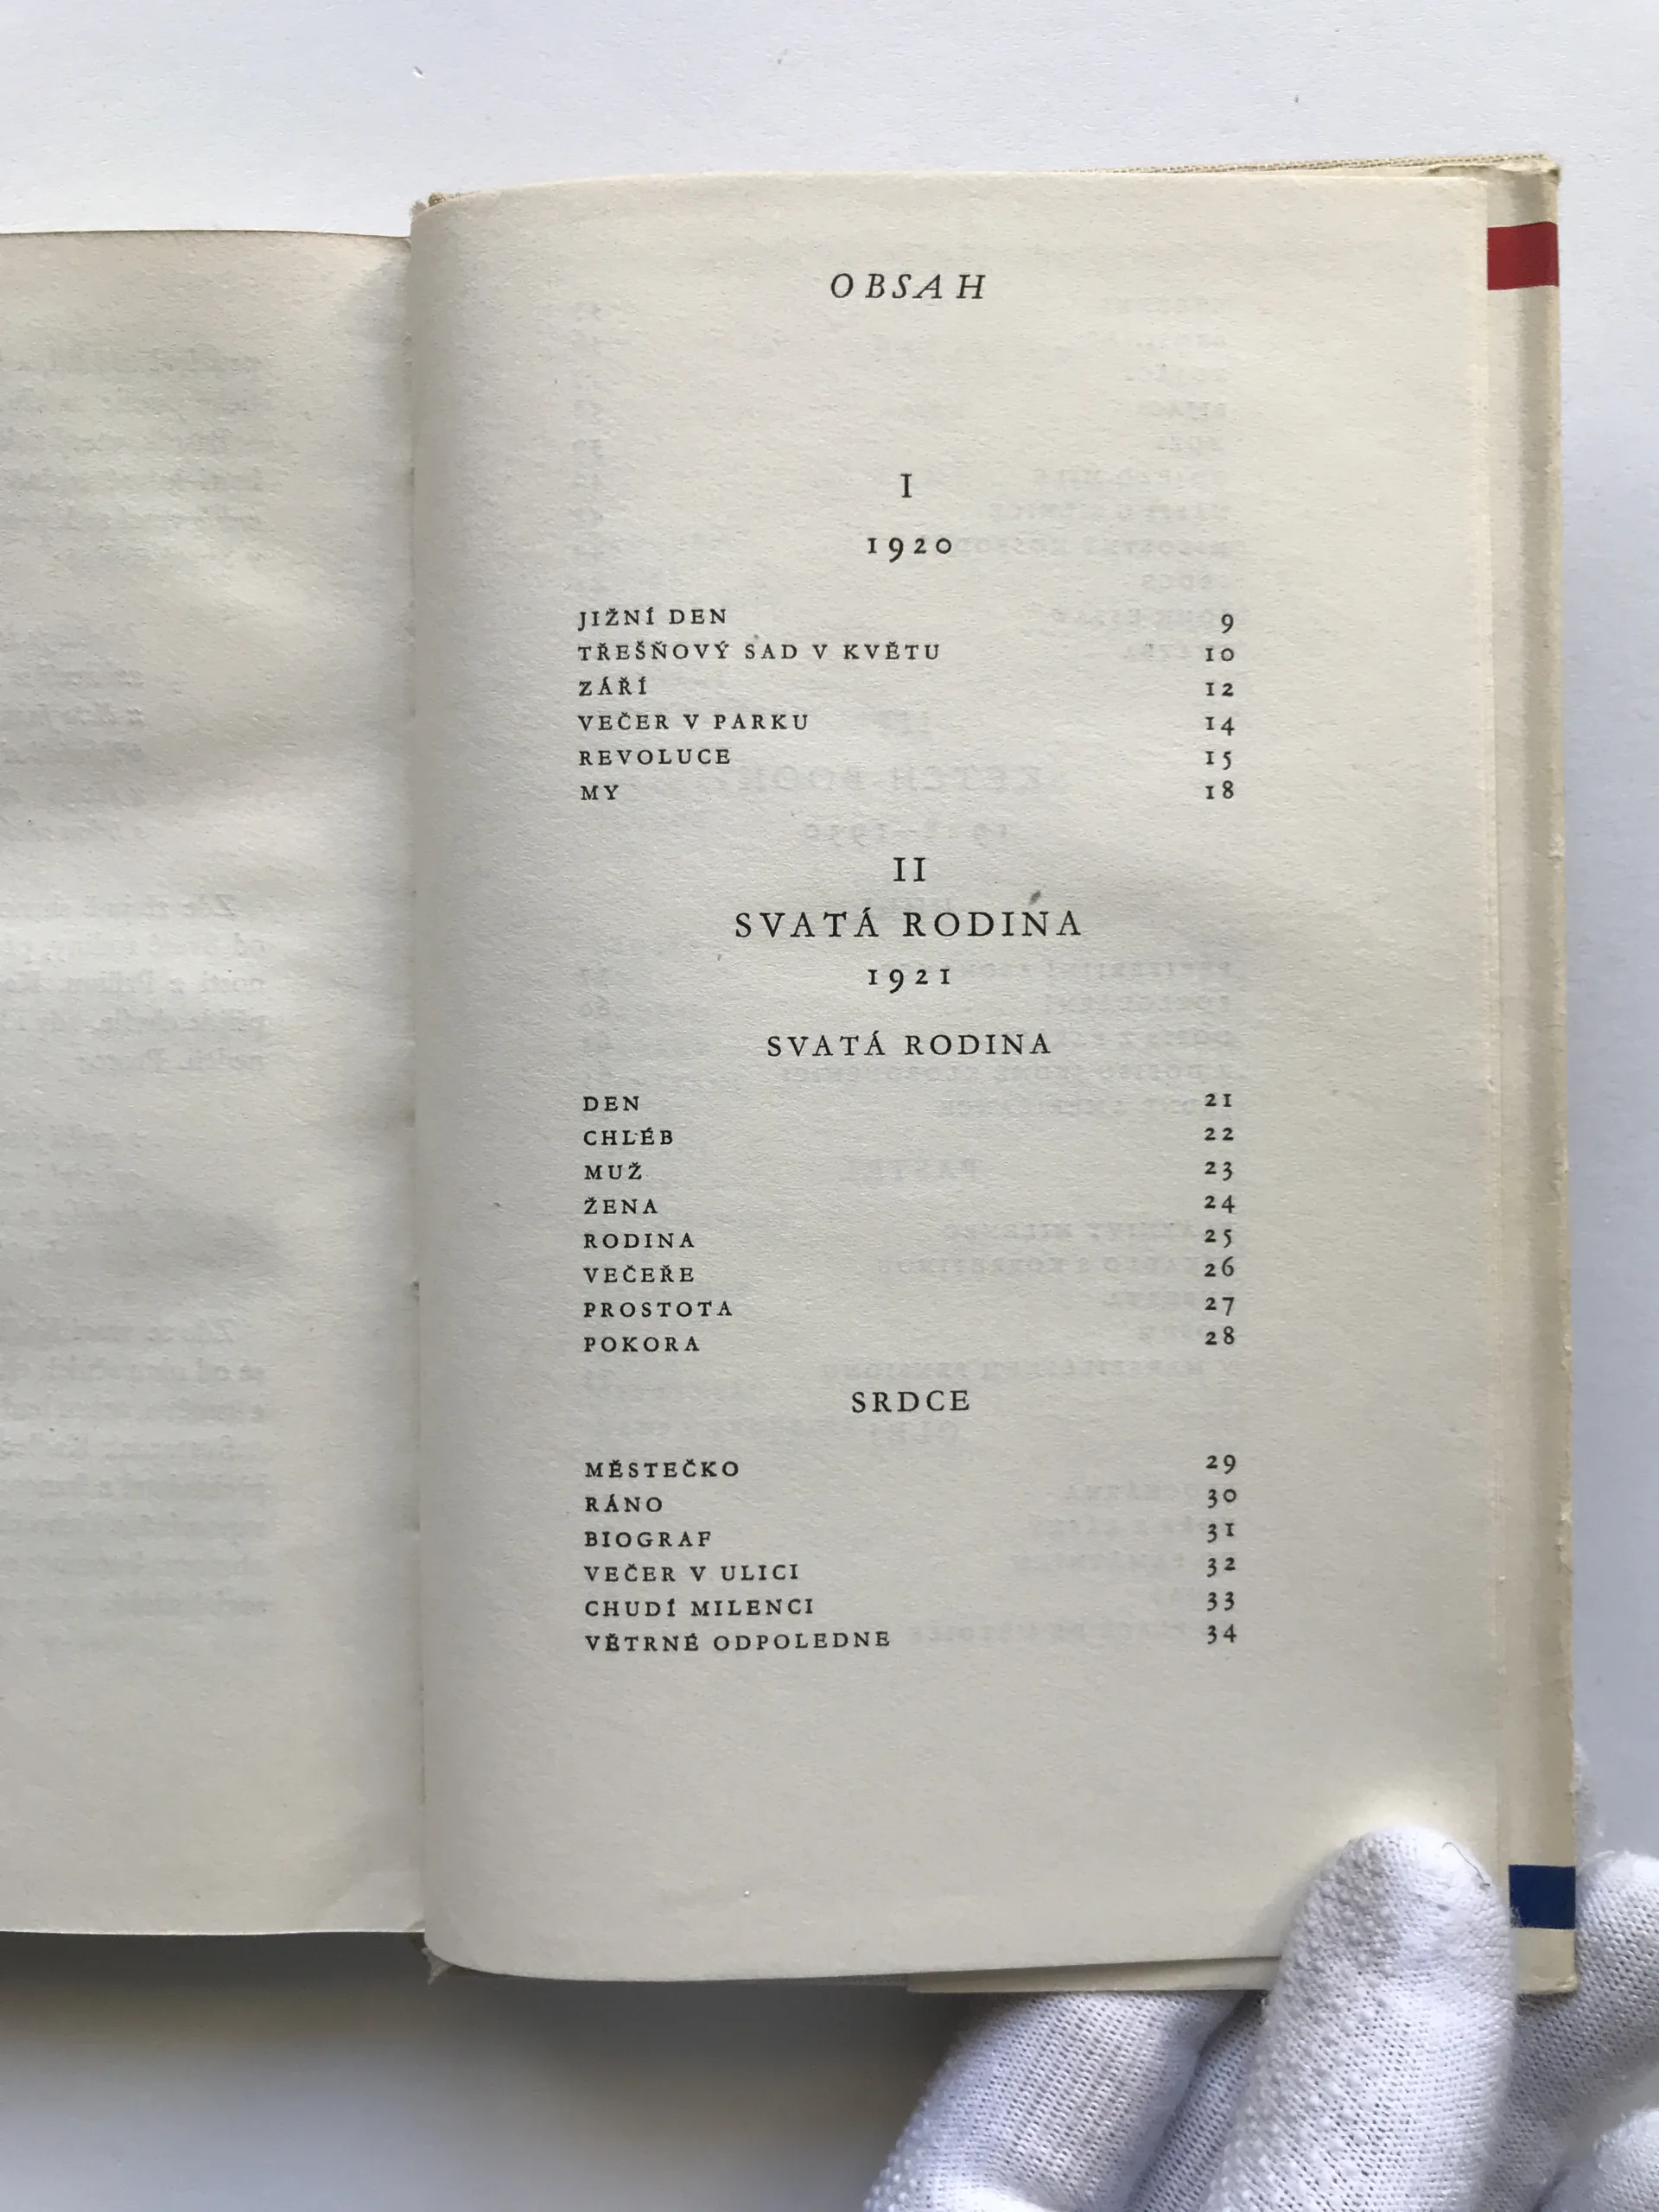 OBSAH
I
1920
JIŽNÍ DEN 9
TŘEŠŇOVÝ SAD V KVĚTU 10
ZÁŘÍ 12
VEČER V PARKU 14
REVOLUCE 15
MY 18
II
SVATÁ RODINA
1921
SVATÁ RODINA
DEN 21
CHLÉB 22
MUŽ 23
ŽENA 24
RODINA 25
VEČEŘE 26
PROSTOTA 27
POKORA 28
SRDCE
MĚSTEČKO 29
RÁNO 30
BIOGRAF 31
VEČER V ULICI 32
CHUDÍ MILENCI 33
VĚTRNÉ ODPOLEDNE 34